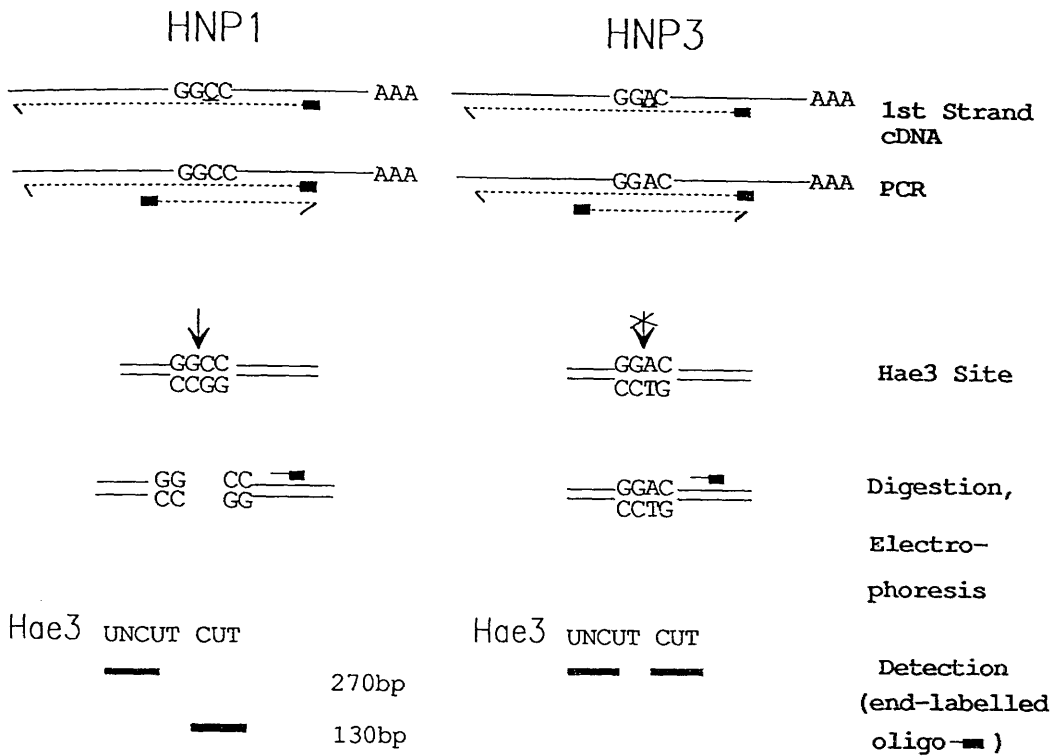 HNP1 HNP3
GGCC AAA GGAC AAA 1st Strand
cDNA
GGCC AAA GGAC AAA PCR
GGCC GGAC Hae3 Site
CCGG CCTG
GG CC GGAC Digestion,
CC GG CCTG
Electro-
phoresis
Hae3 UNCUT CUT Hae3 UNCUT CUT
270bp Detection
(end-labelled
130bp oligo- )